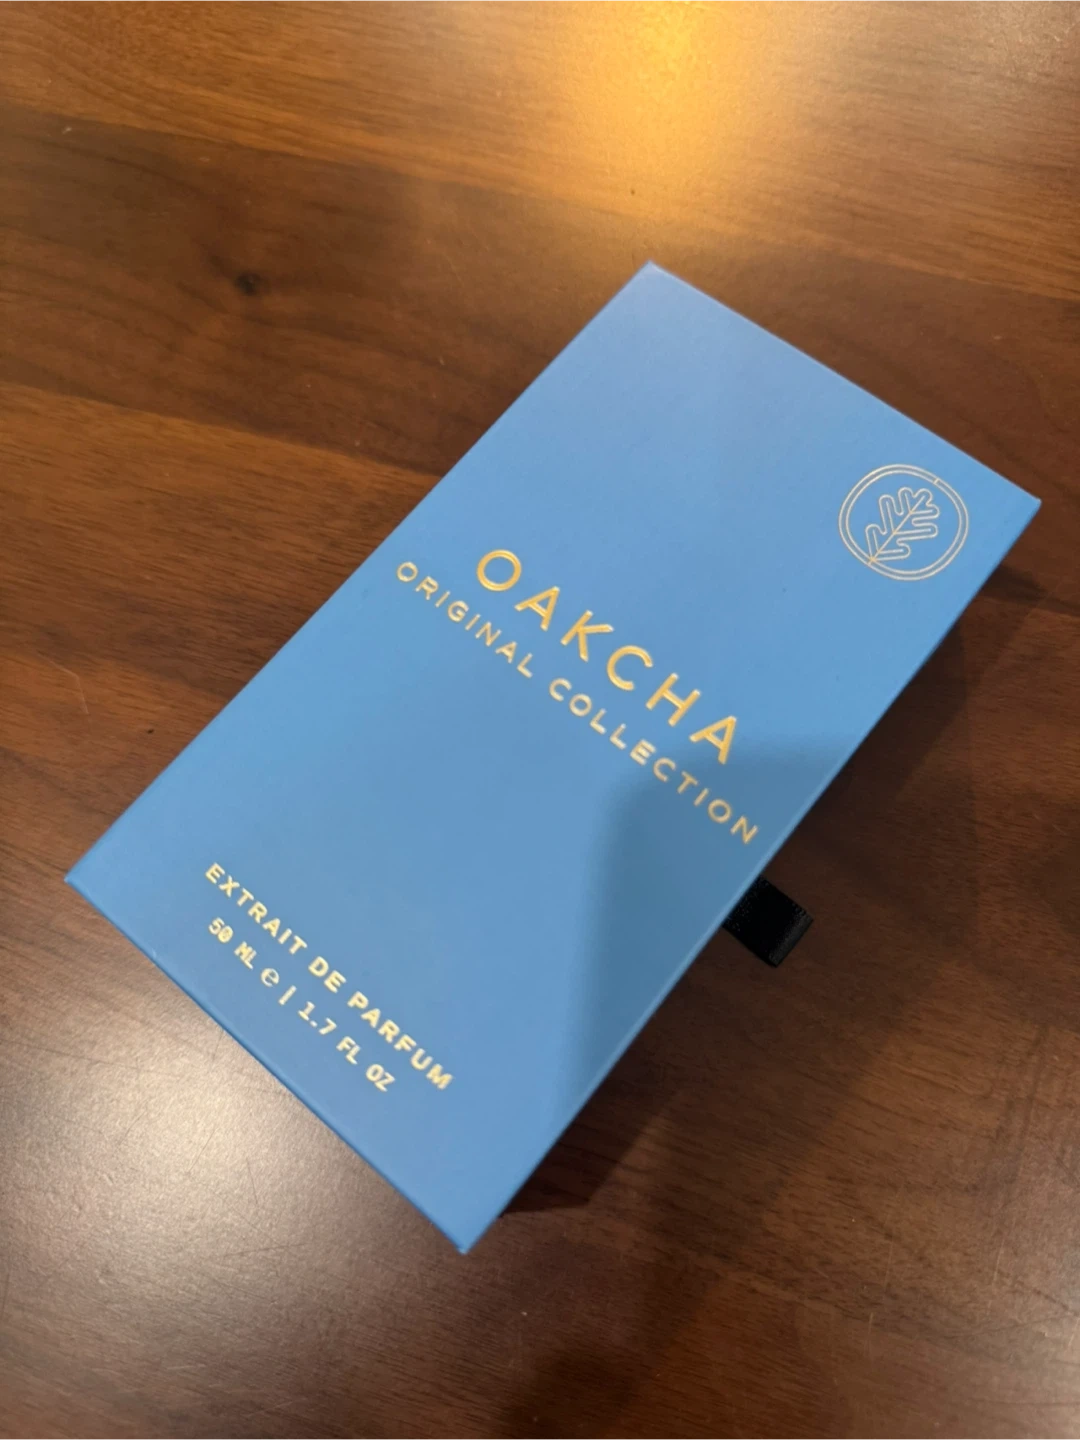 OAKCHA
ORIGINAL COLLECTION
EXTRAIT DE PARFUM
50 ML ℮ | 1.7 FL OZ